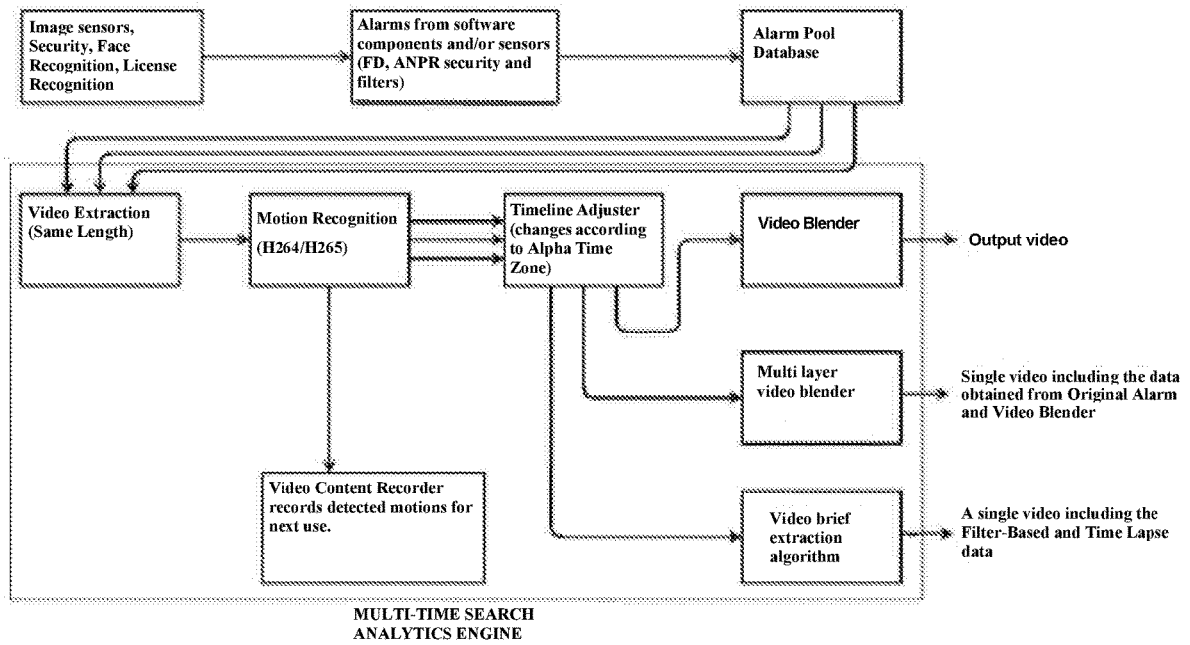 Image sensors,
Security, Face
Recognition, License
Recognition
Alarms from software
components and/or sensors
(FD, ANPR security and
filters)
Alarm Pool
Database
Video Extraction
(Same Length)
Motion Recognition
(H264/H265)
Timeline Adjuster
(changes according
to Alpha Time
Zone)
Video Blender
Output video
Multi layer
video blender
Single video including the data
obtained from Original Alarm
and Video Blender
Video Content Recorder
records detected motions for
next use.
Video brief
extraction
algorithm
A single video including the
Filter-Based and Time Lapse
data
MULTI-TIME SEARCH
ANALYTICS ENGINE